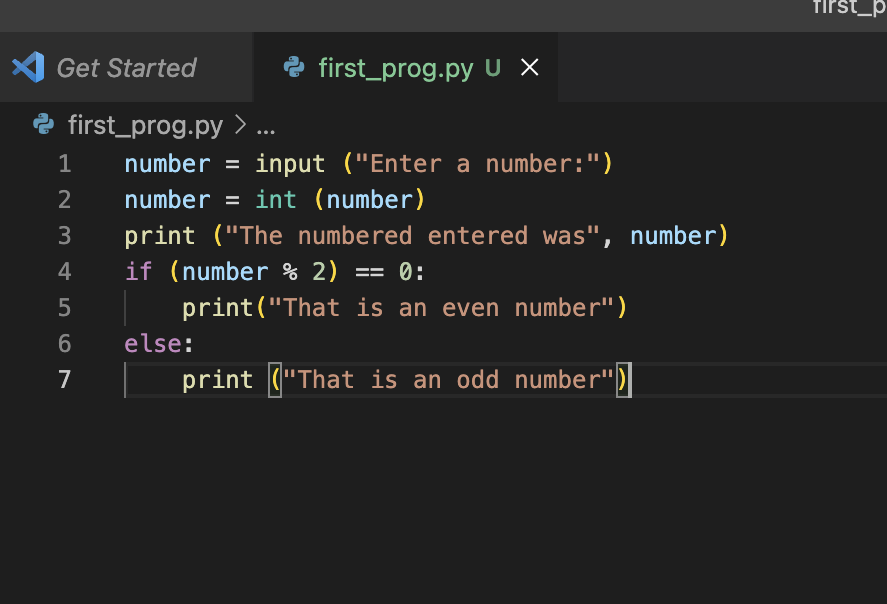 first_p
Get Started first_prog.py U
first_prog.py > ...
1 number = input ("Enter a number:")
2 number = int (number)
3 print ("The numbered entered was", number)
4 if (number % 2) == 0:
5     print("That is an even number")
6 else:
7     print ("That is an odd number")